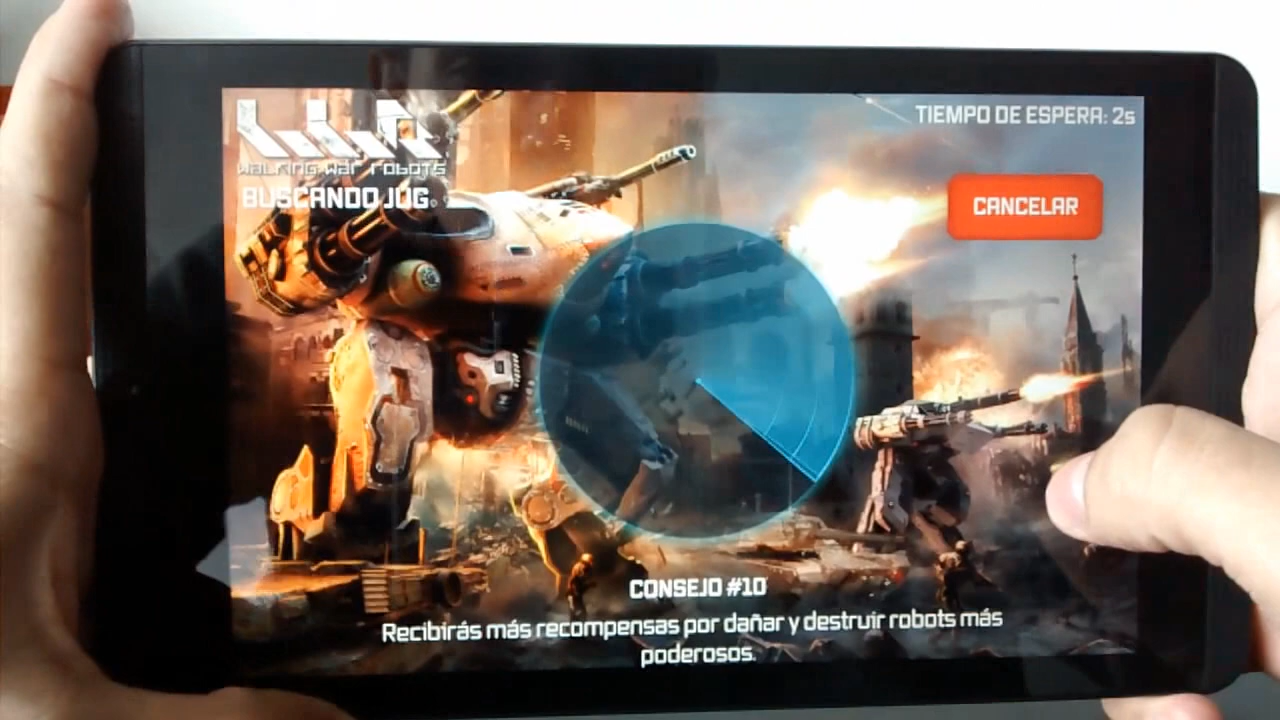 WWR
WALKING WAR ROBOTS
BUSCANDO JUG.
TIEMPO DE ESPERA: 2s
CANCELAR
CONSEJO #10
Recibirás más recompensas por dañar y destruir robots más
poderosos.